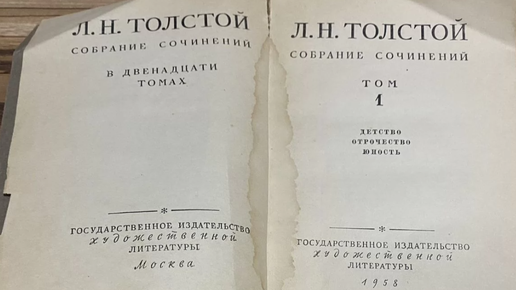 Л. Н. ТОЛСТОЙ
СОБРАНИЕ СОЧИНЕНИЙ
В ДВЕНАДЦАТИ
ТОМАХ
ГОСУДАРСТВЕННОЕ ИЗДАТЕЛЬСТВО
художественной
ЛИТЕРАТУРЫ
Москва
Л. Н. ТОЛСТОЙ
СОБРАНИЕ СОЧИНЕНИЙ
ТОМ
1
ДЕТСТВО
ОТРОЧЕСТВО
ЮНОСТЬ
ГОСУДАРСТВЕННОЕ ИЗДАТЕЛЬСТВО
художественной
ЛИТЕРАТУРЫ
1958